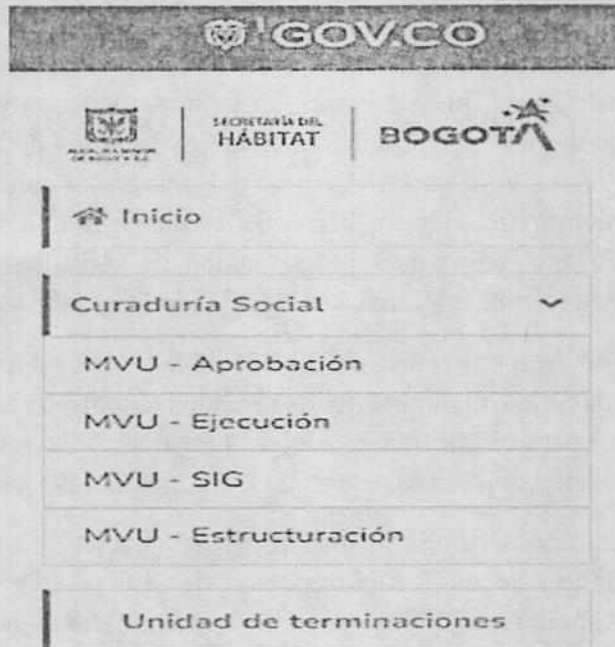 GOV.CO
SECRETARÍA DEL
HÁBITAT
BOGOTÁ
Inicio
Curaduría Social
MVU - Aprobación
MVU - Ejecución
MVU - SIG
MVU - Estructuración
Unidad de terminaciones